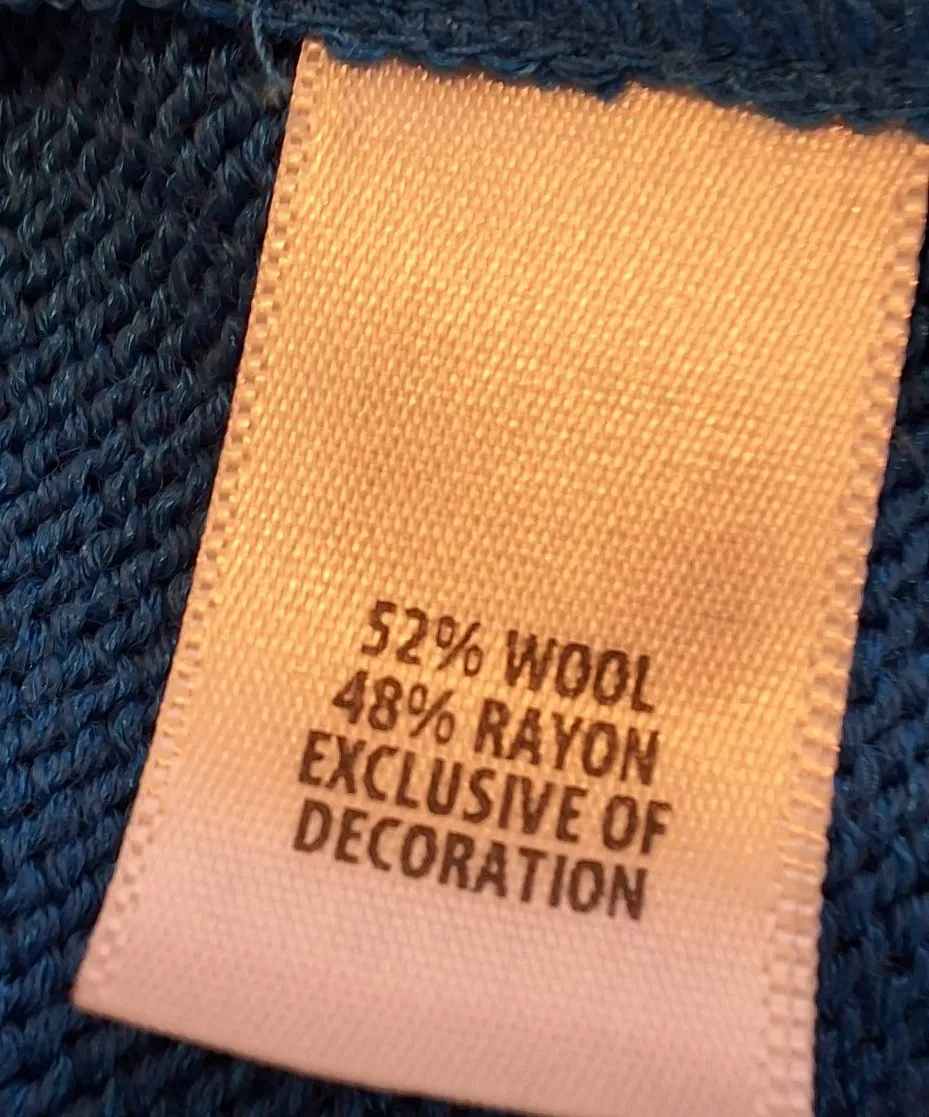 52% WOOL
48% RAYON
EXCLUSIVE OF
DECORATION